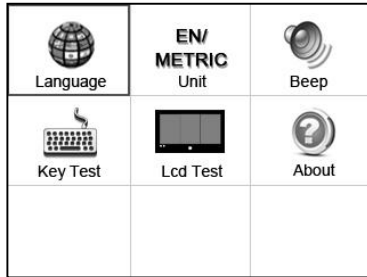 EN/
METRIC
Language
Unit
Beep
Key Test
Lcd Test
About